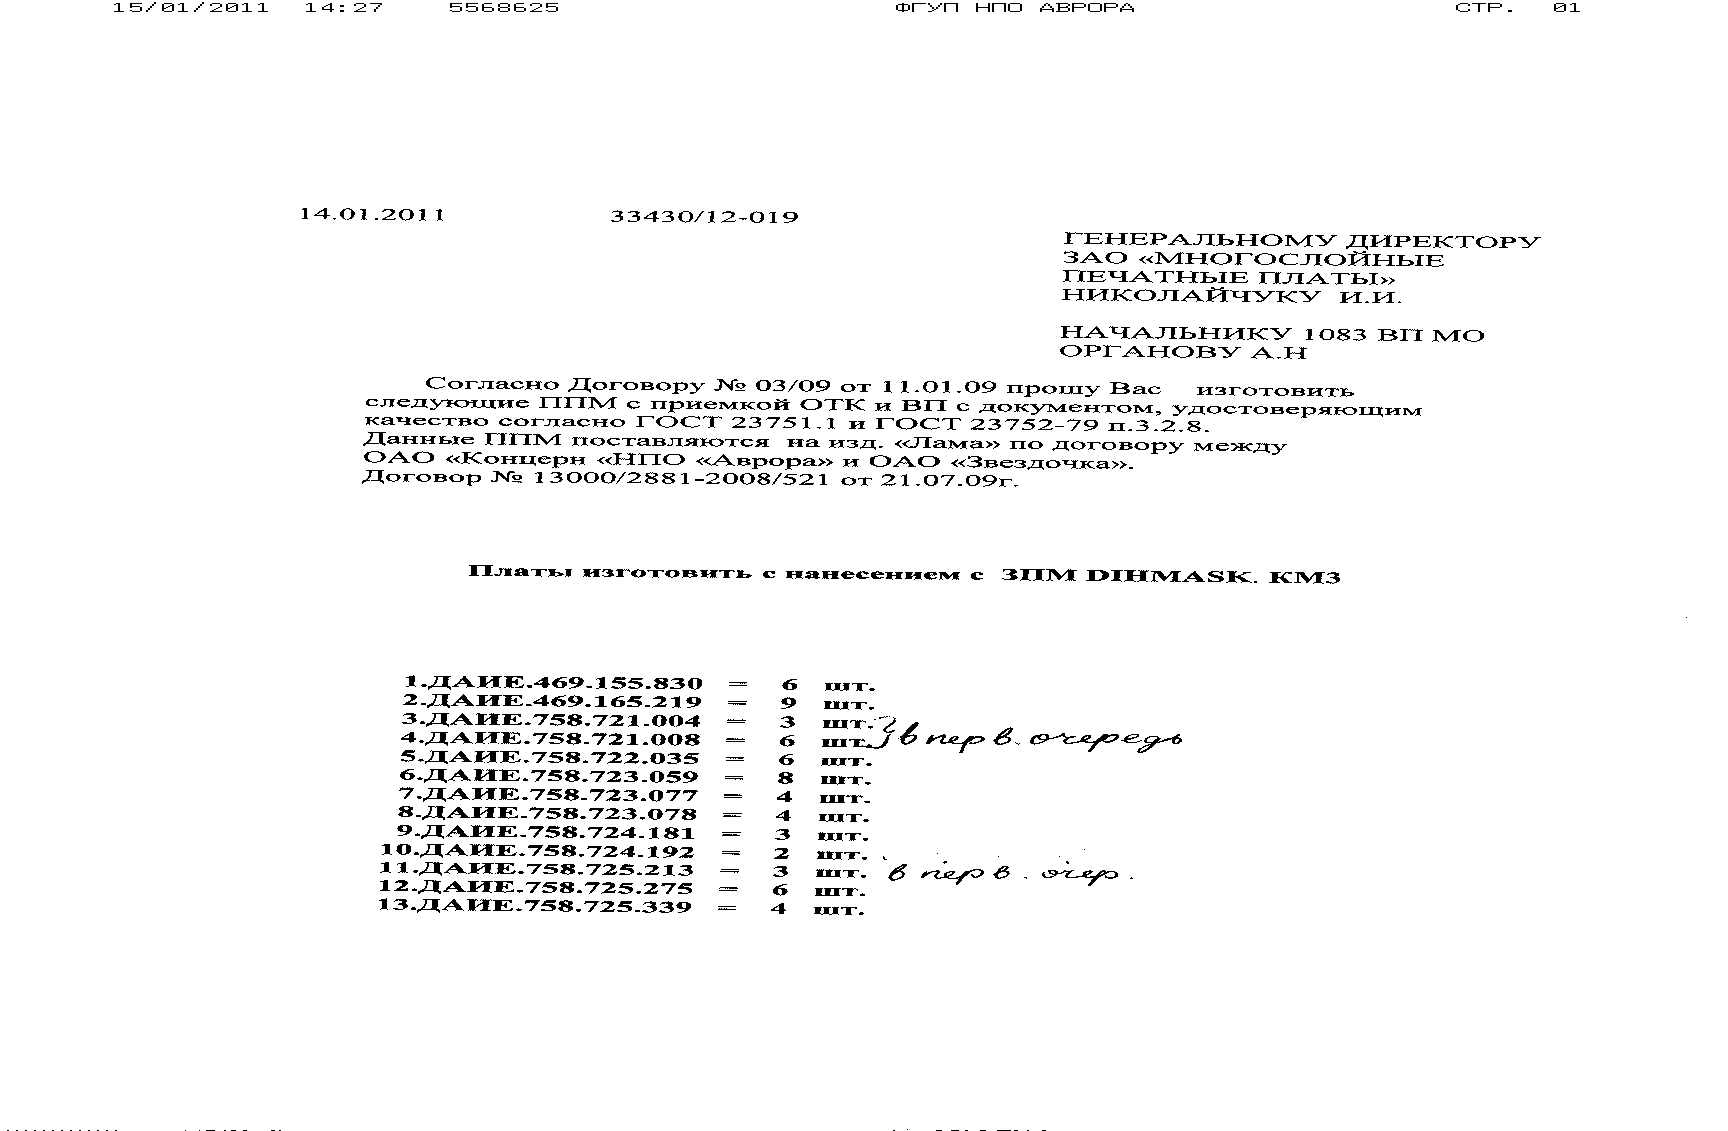 15/01/2011 14:27 5568625 ФГУП НПО АВРОРА СТР. 01
14.01.2011 33430/12-019
ГЕНЕРАЛЬНОМУ ДИРЕКТОРУ
ЗАО «МНОГОСЛОЙНЫЕ
ПЕЧАТНЫЕ ПЛАТЫ»
НИКОЛАЙЧУКУ И.И.
НАЧАЛЬНИКУ 1083 ВП МО
ОРГАНОВУ А.Н
Согласно Договору № 03/09 от 11.01.09 прошу Вас изготовить
следующие ППМ с приемкой ОТК и ВП с документом, удостоверяющим
качество согласно ГОСТ 23751.1 и ГОСТ 23752-79 п.3.2.8.
Данные ППМ поставляются на изд. «Лама» по договору между
ОАО «Концерн «НПО «Аврора» и ОАО «Звездочка».
Договор № 13000/2881-2008/521 от 21.07.09г.
Платы изготовить с нанесением с ЗПМ DIHMASK. КМЗ
1.ДАИЕ.469.155.830 = 6 шт.
2.ДАИЕ.469.165.219 = 9 шт.
3.ДАИЕ.758.721.004 = 3 шт.
4.ДАИЕ.758.721.008 = 6 шт. } в перв. очередь
5.ДАИЕ.758.722.035 = 6 шт.
6.ДАИЕ.758.723.059 = 8 шт.
7.ДАИЕ.758.723.077 = 4 шт.
8.ДАИЕ.758.723.078 = 4 шт.
9.ДАИЕ.758.724.181 = 3 шт.
10.ДАИЕ.758.724.192 = 2 шт.
11.ДАИЕ.758.725.213 = 3 шт. в перв. очер.
12.ДАИЕ.758.725.275 = 6 шт.
13.ДАИЕ.758.725.339 = 4 шт.